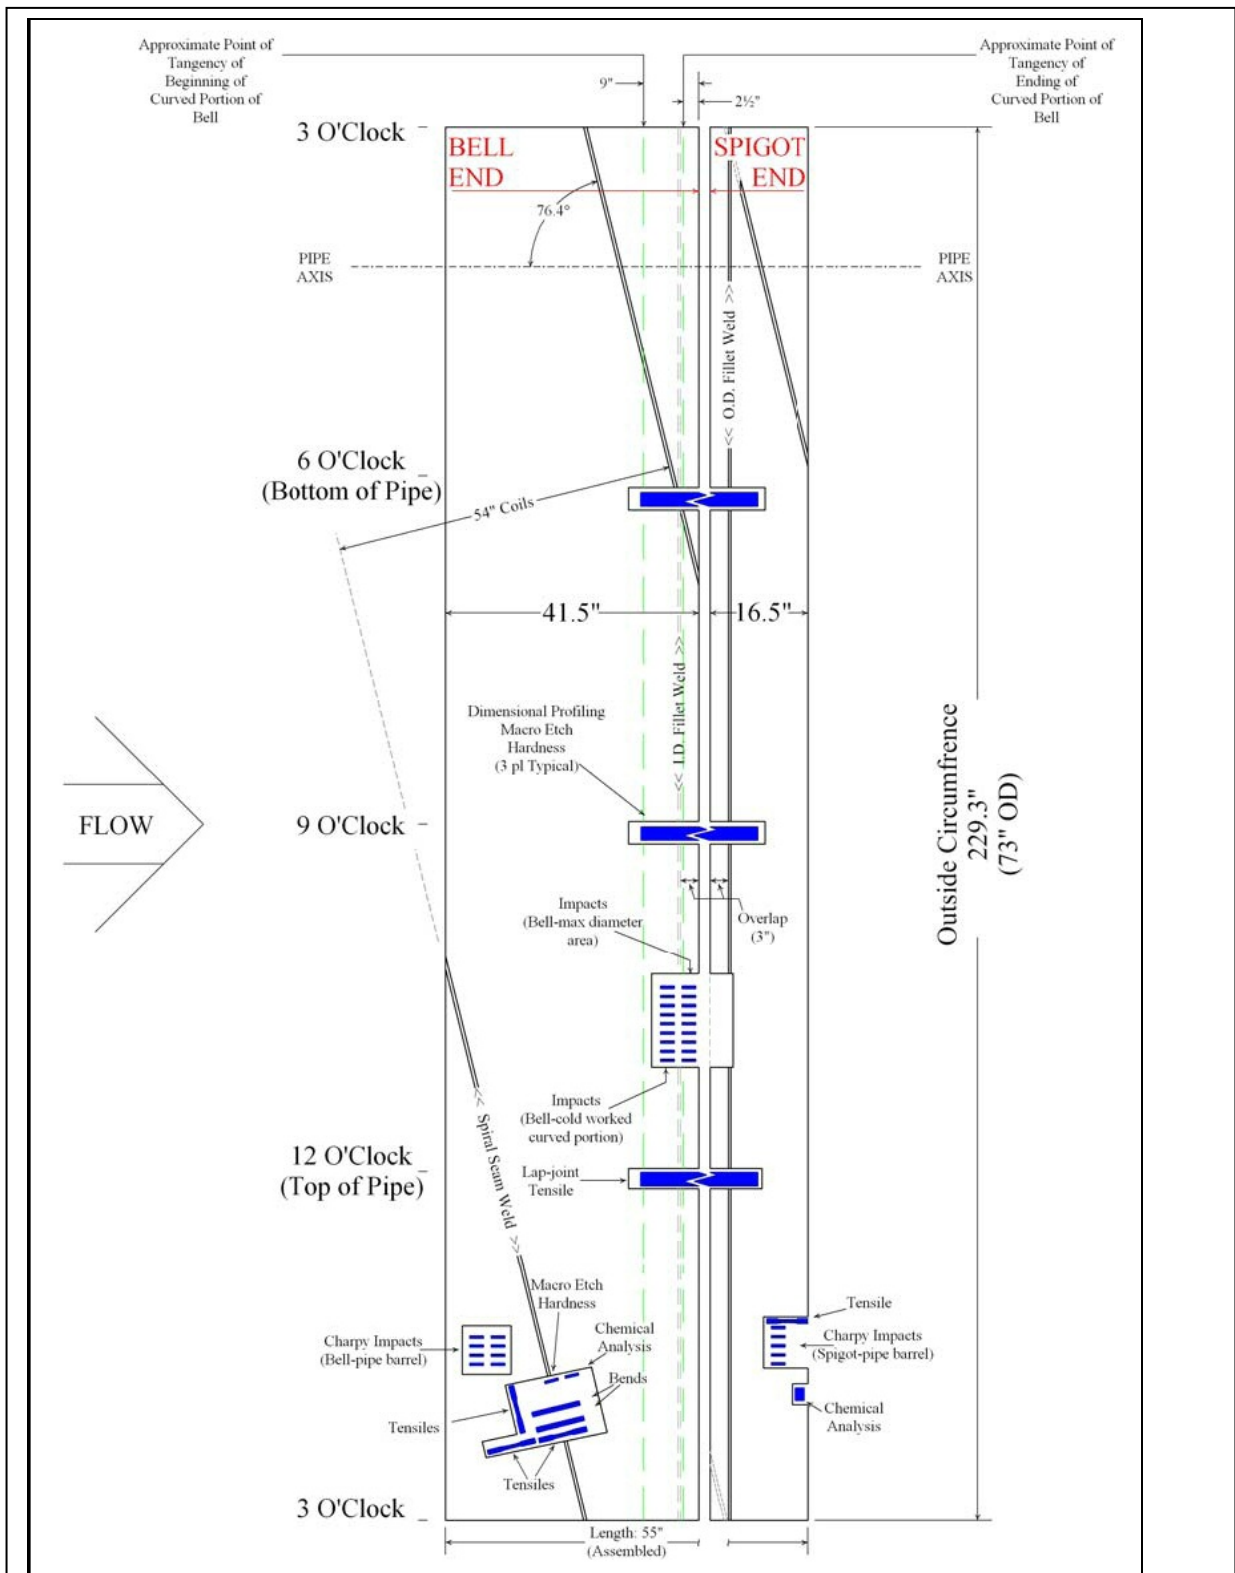 Approximate Point of
Tangency of
Beginning of
Curved Portion of
Bell
9"
2½"
Approximate Point of
Tangency of
Ending of
Curved Portion of
Bell
3 O'Clock
BELL
END
SPIGOT
END
76.4°
PIPE
AXIS
PIPE
AXIS
<< O.D. Fillet Weld >>
6 O'Clock
(Bottom of Pipe)
54" Coils
41.5"
16.5"
<< I.D. Fillet Weld >>
Dimensional Profiling
Macro Etch
Hardness
(3 pl Typical)
Outside Circumfrence
229.3"
(73" OD)
FLOW
9 O'Clock
Impacts
(Bell-max diameter
area)
Overlap
(3")
Impacts
(Bell-cold worked
curved portion)
<< Spiral Seam Weld >>
12 O'Clock
(Top of Pipe)
Lap-joint
Tensile
Macro Etch
Hardness
Tensile
Charpy Impacts
(Bell-pipe barrel)
Chemical
Analysis
Charpy Impacts
(Spigot-pipe barrel)
Bends
Tensiles
Chemical
Analysis
Tensiles
3 O'Clock
Length: 55"
(Assembled)